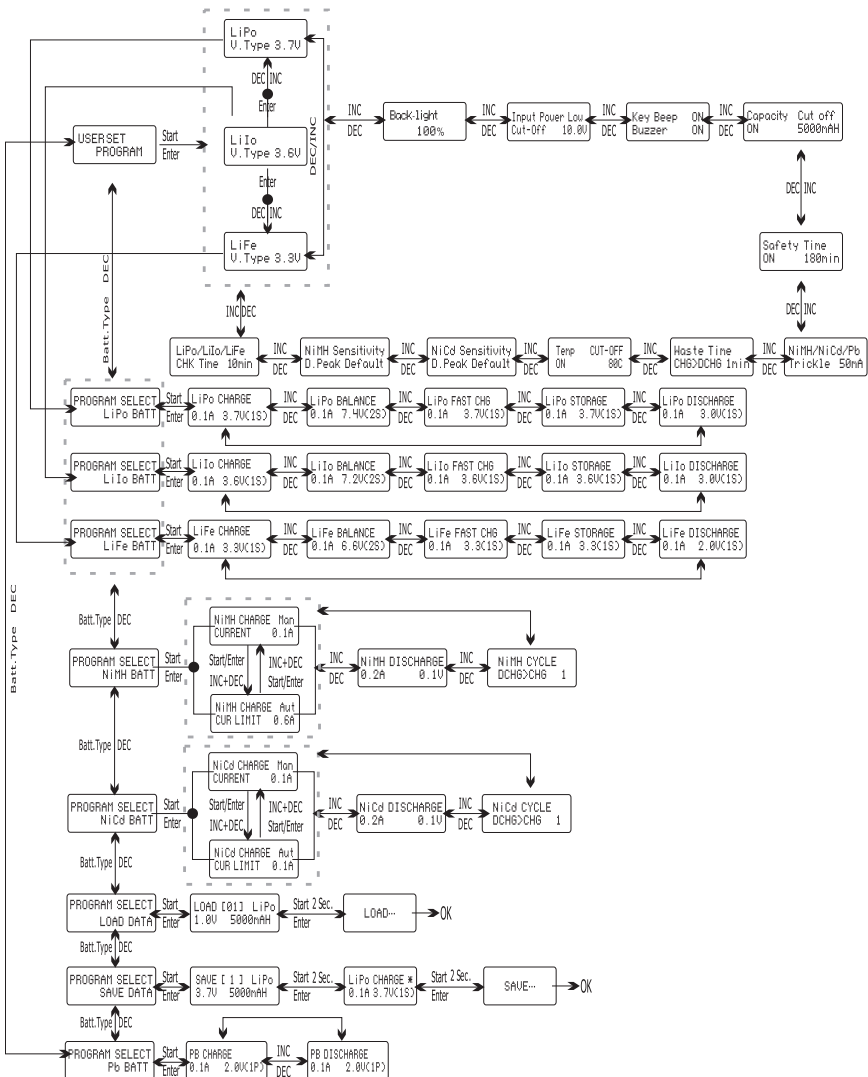 LiPo
V.Type 3.7V
DEC INC
Enter
LiIo
V.Type 3.6V
Enter
DEC INC
LiFe
V.Type 3.3V
DEC/INC
USER SET
PROGRAM
Start
Enter
INC
DEC
Back-light
100%
INC
DEC
Input Power Low
Cut-Off 10.0V
INC
DEC
Key Beep ON
Buzzer ON
INC
DEC
Capacity Cut off
ON 5000mAH
DEC INC
Safety Time
ON 180min
DEC INC
Batt.Type DEC
INC DEC
LiPo/LiIo/LiFe
CHK Time 10min
INC
DEC
NiMH Sensitivity
D.Peak Default
INC
DEC
NiCd Sensitivity
D.Peak Default
INC
DEC
Temp CUT-OFF
ON 80C
INC
DEC
Waste Time
CHG>DCHG 1min
INC
DEC
NiMH/NiCd/Pb
Trickle 50mA
PROGRAM SELECT
LiPo BATT
Start
Enter
LiPo CHARGE
0.1A 3.7V(1S)
INC
DEC
LiPo BALANCE
0.1A 7.4V(2S)
INC
DEC
LiPo FAST CHG
0.1A 3.7V(1S)
INC
DEC
LiPo STORAGE
0.1A 3.7V(1S)
INC
DEC
LiPo DISCHARGE
0.1A 3.0V(1S)
PROGRAM SELECT
LiIo BATT
Start
Enter
LiIo CHARGE
0.1A 3.6V(1S)
INC
DEC
LiIo BALANCE
0.1A 7.2V(2S)
INC
DEC
LiIo FAST CHG
0.1A 3.6V(1S)
INC
DEC
LiIo STORAGE
0.1A 3.6V(1S)
INC
DEC
LiIo DISCHARGE
0.1A 3.0V(1S)
PROGRAM SELECT
LiFe BATT
Start
Enter
LiFe CHARGE
0.1A 3.3V(1S)
INC
DEC
LiFe BALANCE
0.1A 6.6V(2S)
INC
DEC
LiFe FAST CHG
0.1A 3.3(1S)
INC
DEC
LiFe STORAGE
0.1A 3.3(1S)
INC
DEC
LiFe DISCHARGE
0.1A 2.0V(1S)
Batt.Type DEC
Batt.Type DEC
PROGRAM SELECT
NiMH BATT
Start
Enter
NiMH CHARGE Man
CURRENT 0.1A
Start/Enter
INC+DEC
INC+DEC
Start/Enter
NiMH CHARGE Aut
CUR LIMIT 0.6A
INC
DEC
NiMH DISCHARGE
0.2A 0.1V
INC
DEC
NiMH CYCLE
DCHG>CHG 1
Batt.Type DEC
PROGRAM SELECT
NiCd BATT
Start
Enter
NiCd CHARGE Man
CURRENT 0.1A
Start/Enter
INC+DEC
INC+DEC
Start/Enter
NiCd CHARGE Aut
CUR LIMIT 0.1A
INC
DEC
NiCd DISCHARGE
0.2A 0.1V
INC
DEC
NiCd CYCLE
DCHG>CHG 1
Batt.Type DEC
PROGRAM SELECT
LOAD DATA
Start
Enter
LOAD [01] LiPo
1.0V 5000mAH
Start 2 Sec.
Enter
LOAD···
OK
Batt.Type DEC
PROGRAM SELECT
SAVE DATA
Start
Enter
SAVE [ 1 ] LiPo
3.7V 5000mAH
Start 2 Sec.
Enter
LiPo CHARGE *
0.1A 3.7V(1S)
Start 2 Sec.
Enter
SAVE···
OK
Batt.Type DEC
PROGRAM SELECT
Pb BATT
Start
Enter
PB CHARGE
0.1A 2.0V(1P)
INC
DEC
PB DISCHARGE
0.1A 2.0V(1P)